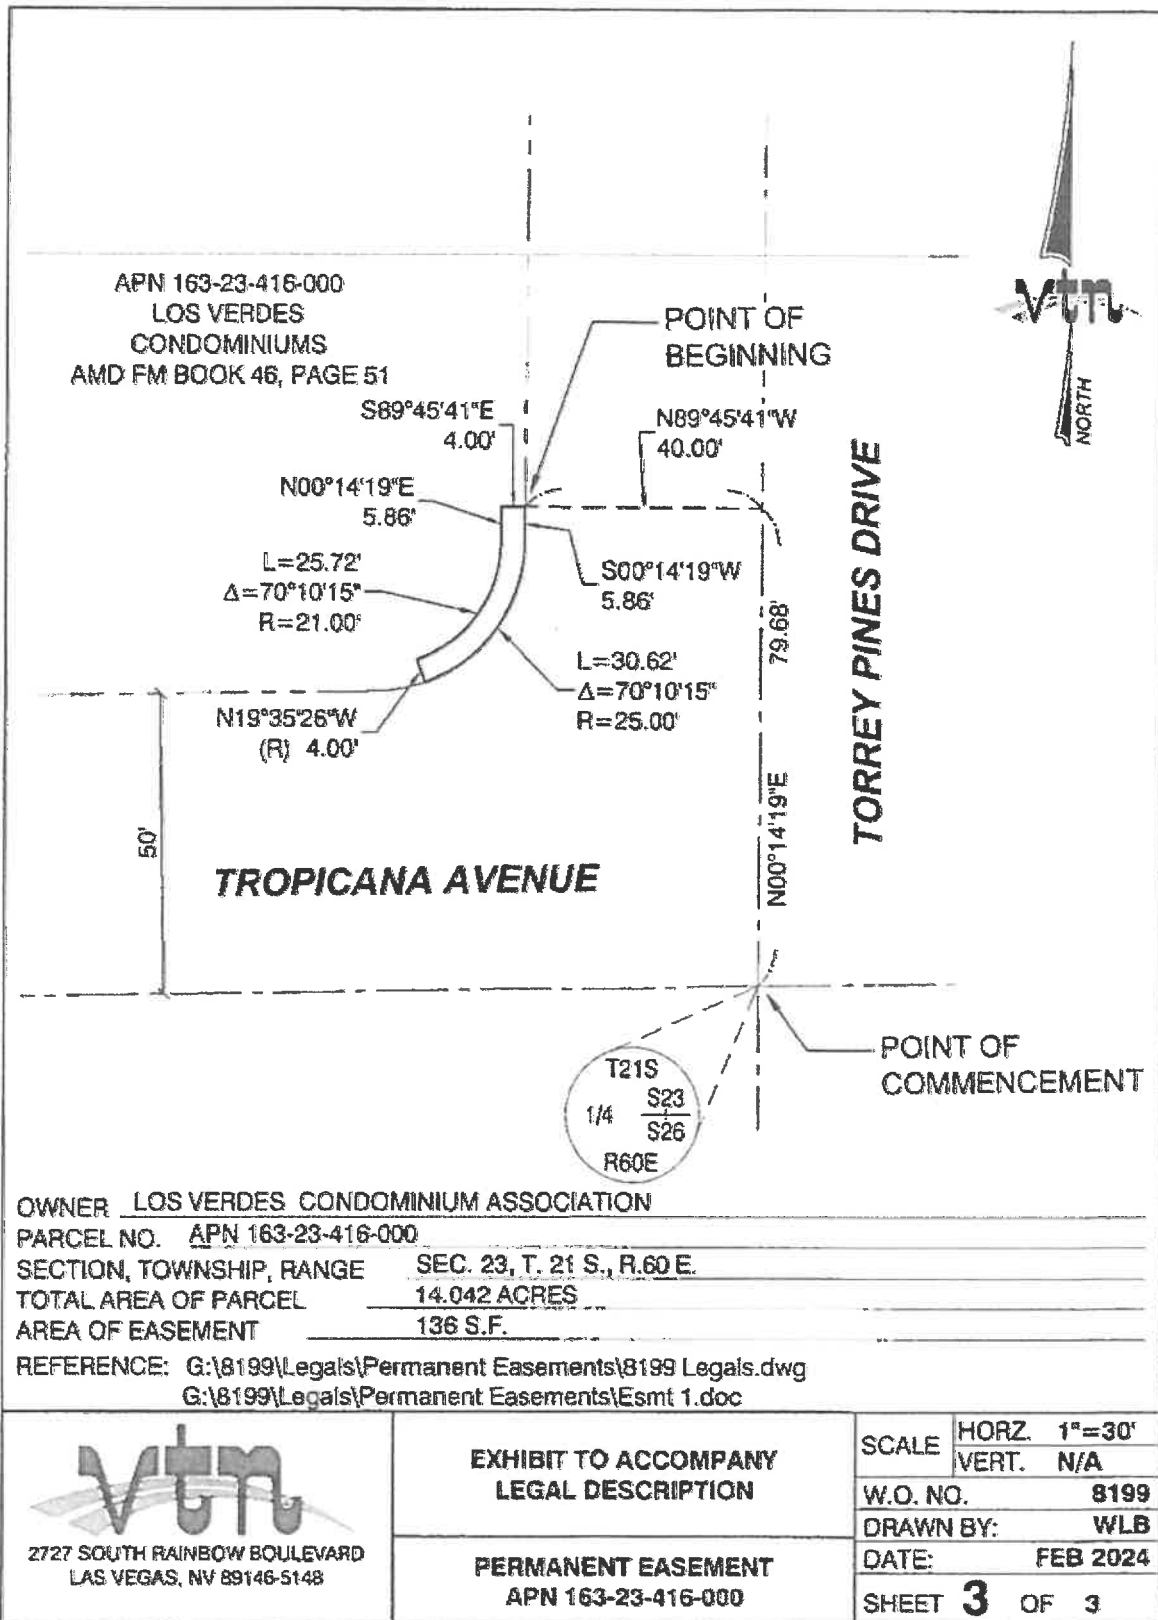 APN 163-23-416-000
LOS VERDES
CONDOMINIUMS
AMD FM BOOK 46, PAGE 51
POINT OF
BEGINNING
vtn
NORTH
S89°45'41"E
4.00'
N89°45'41"W
40.00'
N00°14'19"E
5.86'
L=25.72'
Δ=70°10'15"
R=21.00'
S00°14'19"W
5.86'
L=30.62'
Δ=70°10'15"
R=25.00'
N19°35'26"W
(R) 4.00'
79.68'
N00°14'19"E
TORREY PINES DRIVE
50'
TROPICANA AVENUE
POINT OF
COMMENCEMENT
T21S
1/4 S23
S26
R60E
OWNER LOS VERDES CONDOMINIUM ASSOCIATION
PARCEL NO. APN 163-23-416-000
SECTION, TOWNSHIP, RANGE SEC. 23, T. 21 S., R.60 E.
TOTAL AREA OF PARCEL 14.042 ACRES
AREA OF EASEMENT 136 S.F.
REFERENCE: G:\8199\Legals\Permanent Easements\8199 Legals.dwg
G:\8199\Legals\Permanent Easements\Esmt 1.doc
vtn
2727 SOUTH RAINBOW BOULEVARD
LAS VEGAS, NV 89146-5148
EXHIBIT TO ACCOMPANY
LEGAL DESCRIPTION
PERMANENT EASEMENT
APN 163-23-416-000
SCALE HORZ. 1"=30'
VERT. N/A
W.O. NO. 8199
DRAWN BY: WLB
DATE: FEB 2024
SHEET 3 OF 3